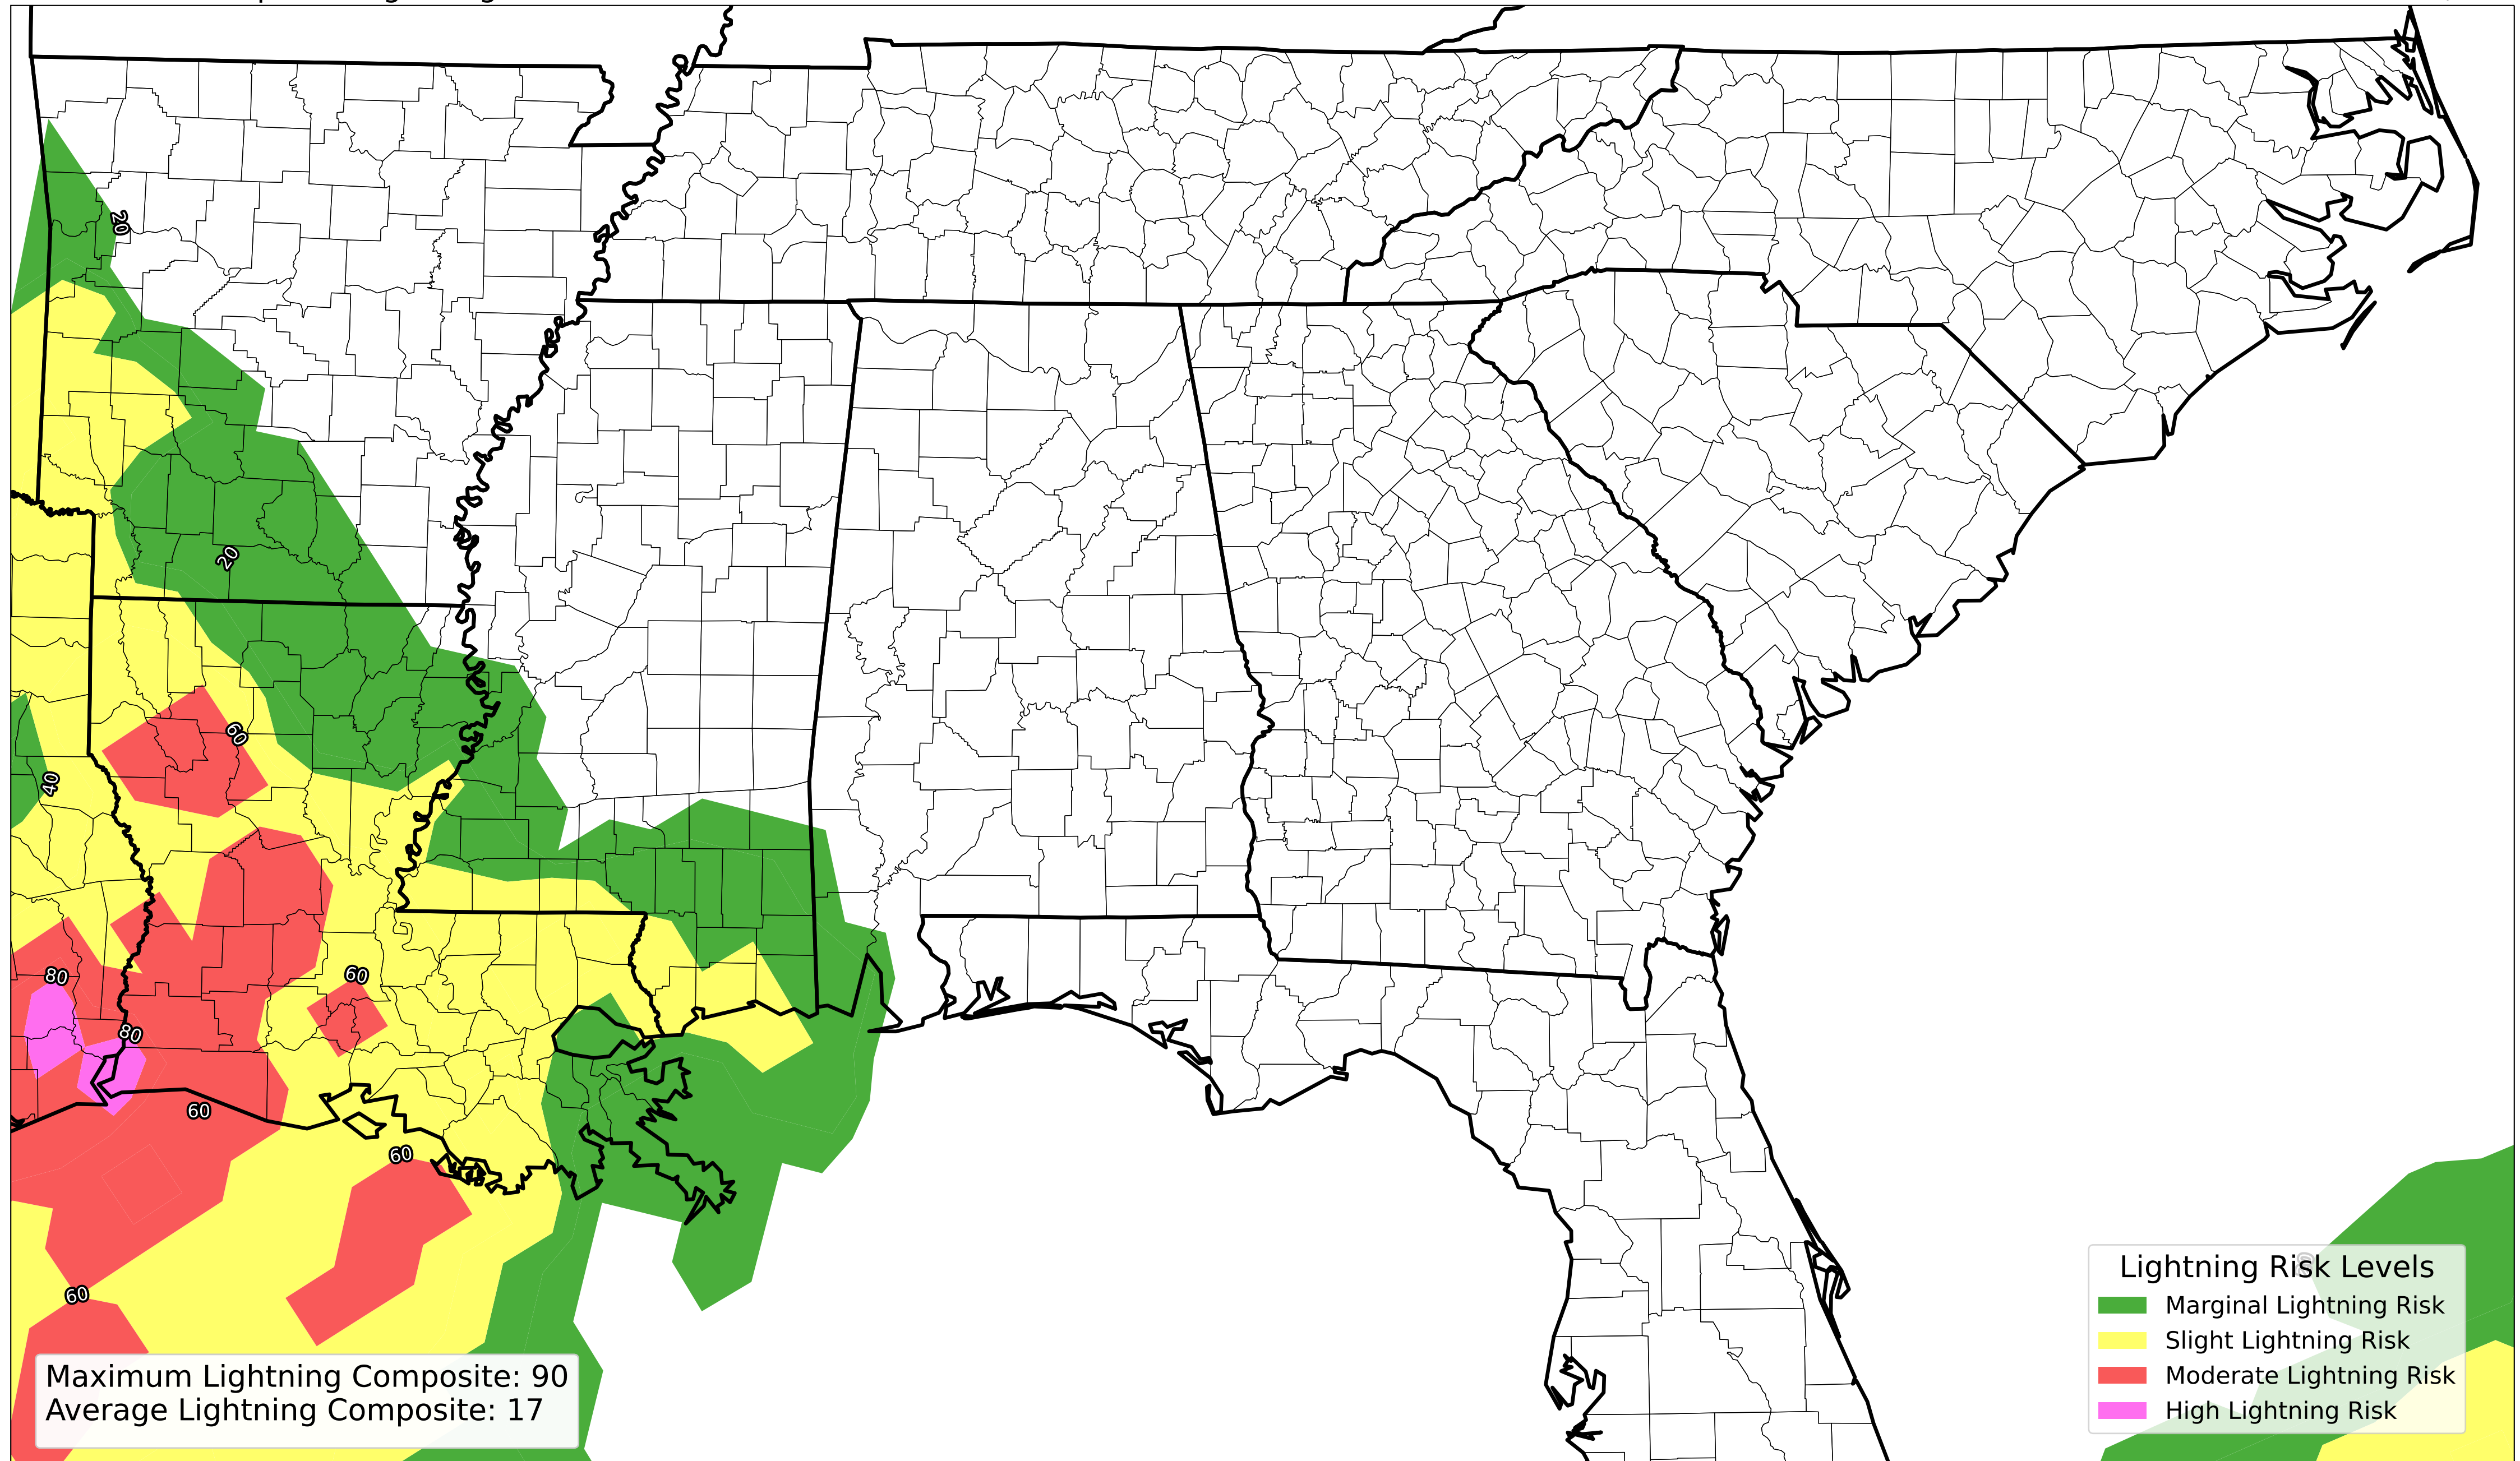 20
20
60
40
80
60
80
60
60
60
Lightning Risk Levels
Marginal Lightning Risk
Slight Lightning Risk
Moderate Lightning Risk
High Lightning Risk
Maximum Lightning Composite: 90
Average Lightning Composite: 17